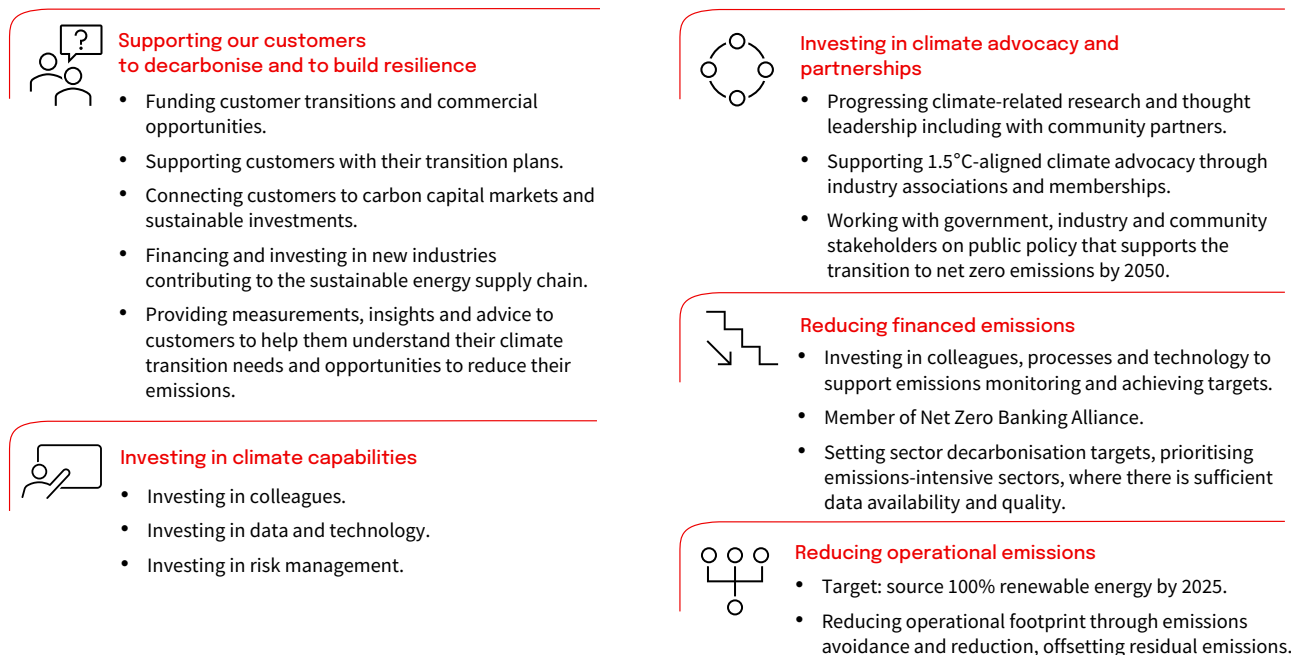 ?
Supporting our customers
to decarbonise and to build resilience
• Funding customer transitions and commercial
opportunities.
• Supporting customers with their transition plans.
• Connecting customers to carbon capital markets and
sustainable investments.
• Financing and investing in new industries
contributing to the sustainable energy supply chain.
• Providing measurements, insights and advice to
customers to help them understand their climate
transition needs and opportunities to reduce their
emissions.
Investing in climate capabilities
• Investing in colleagues.
• Investing in data and technology.
• Investing in risk management.
Investing in climate advocacy and
partnerships
• Progressing climate-related research and thought
leadership including with community partners.
• Supporting 1.5°C-aligned climate advocacy through
industry associations and memberships.
• Working with government, industry and community
stakeholders on public policy that supports the
transition to net zero emissions by 2050.
Reducing financed emissions
• Investing in colleagues, processes and technology to
support emissions monitoring and achieving targets.
• Member of Net Zero Banking Alliance.
• Setting sector decarbonisation targets, prioritising
emissions-intensive sectors, where there is sufficient
data availability and quality.
Reducing operational emissions
• Target: source 100% renewable energy by 2025.
• Reducing operational footprint through emissions
avoidance and reduction, offsetting residual emissions.